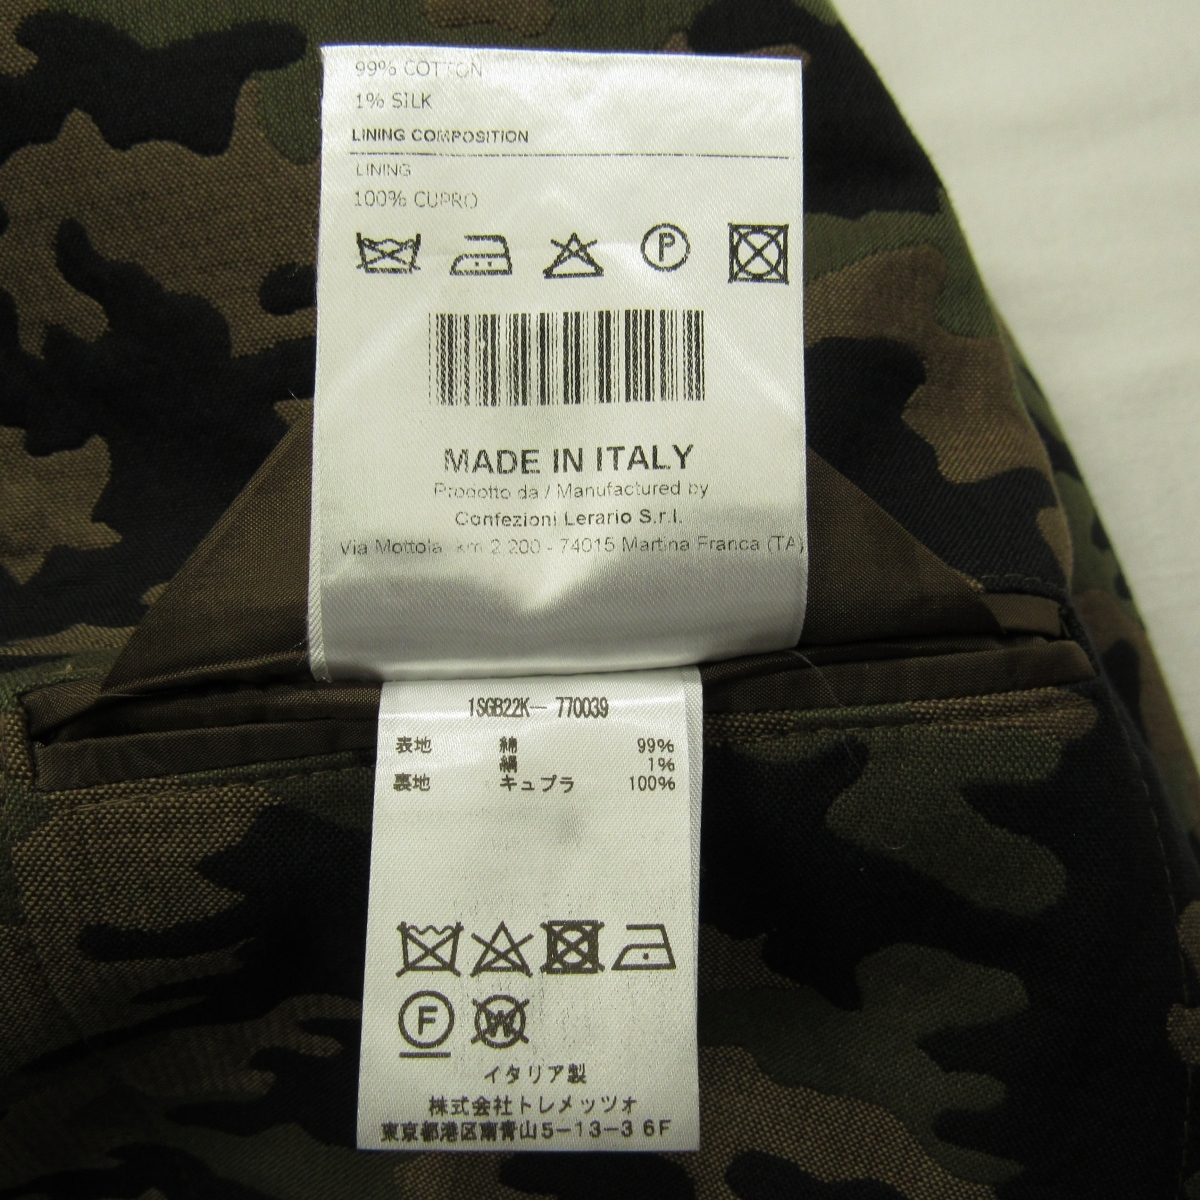 99% COTTON
1% SILK
LINING COMPOSITION
LINING
100% CUPRO
P
MADE IN ITALY
Prodotto da / Manufactured by
Confezioni Lerario S.r.l.
Via Mottola km 2.200 - 74015 Martina Franca (TA)
1SGB22K- 770039
表地 綿 99%
絹 1%
裏地 キュプラ 100%
F W
イタリア製
株式会社トレメッツォ
東京都港区南青山5-13-3 6F